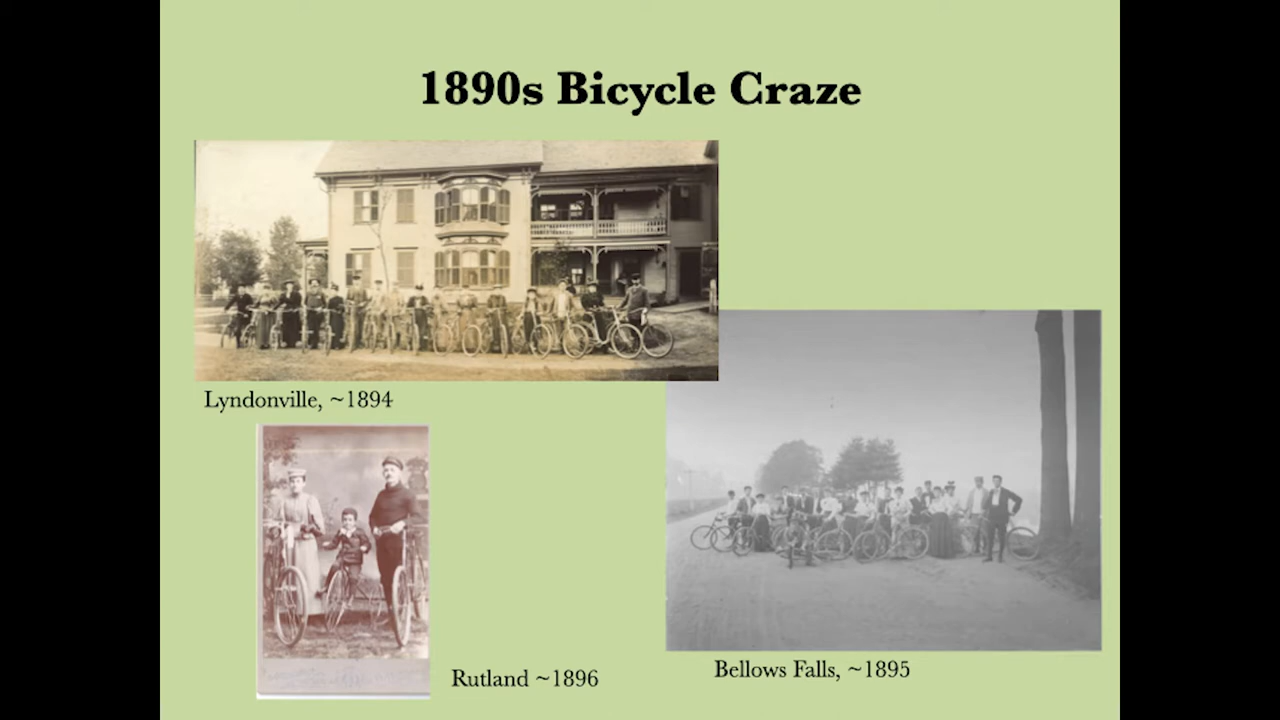 1890s Bicycle Craze
Lyndonville, ~1894
Rutland ~1896
Bellows Falls, ~1895